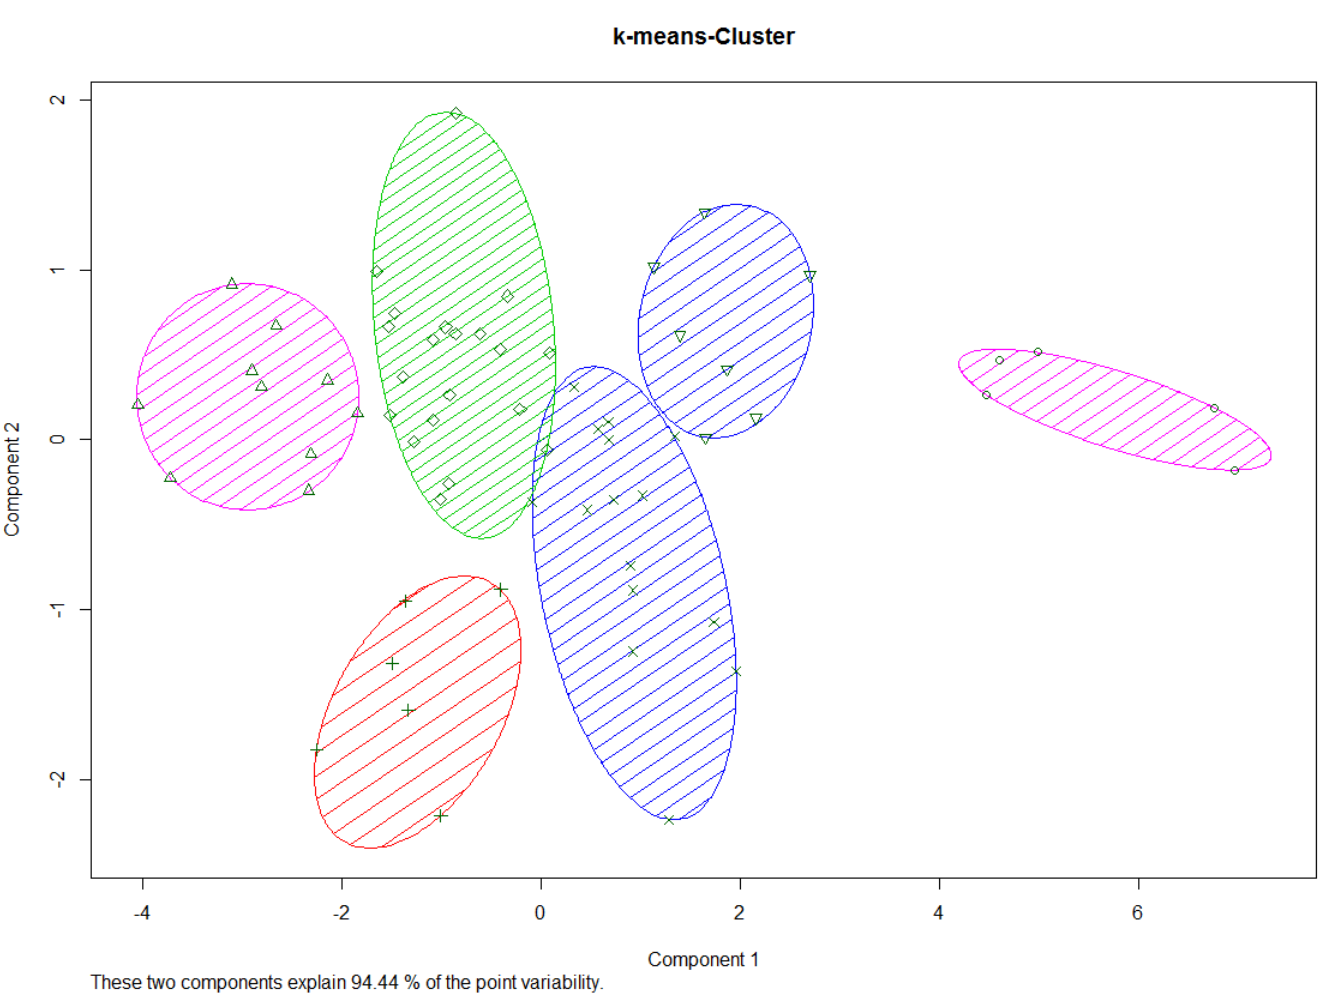 k-means-Cluster
2
1
0
-1
-2
Component 2
-4 -2 0 2 4 6
Component 1
These two components explain 94.44 % of the point variability.